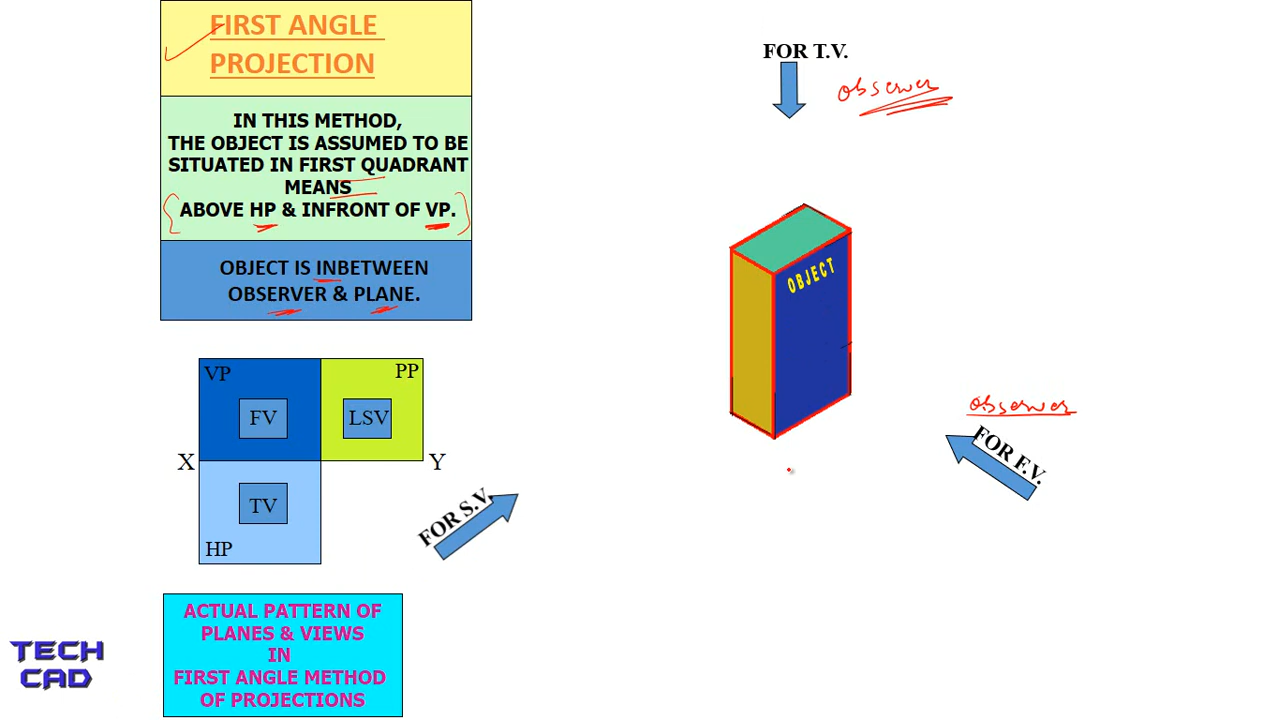 FIRST ANGLE
PROJECTION
IN THIS METHOD,
THE OBJECT IS ASSUMED TO BE
SITUATED IN FIRST QUADRANT
MEANS
ABOVE HP & INFRONT OF VP.
OBJECT IS INBETWEEN
OBSERVER & PLANE.
VP
PP
FV
LSV
X
Y
TV
HP
FOR S.V.
ACTUAL PATTERN OF
PLANES & VIEWS
IN
FIRST ANGLE METHOD
OF PROJECTIONS
TECH
CAD
FOR T.V.
observer
OBJECT
observer
FOR F.V.